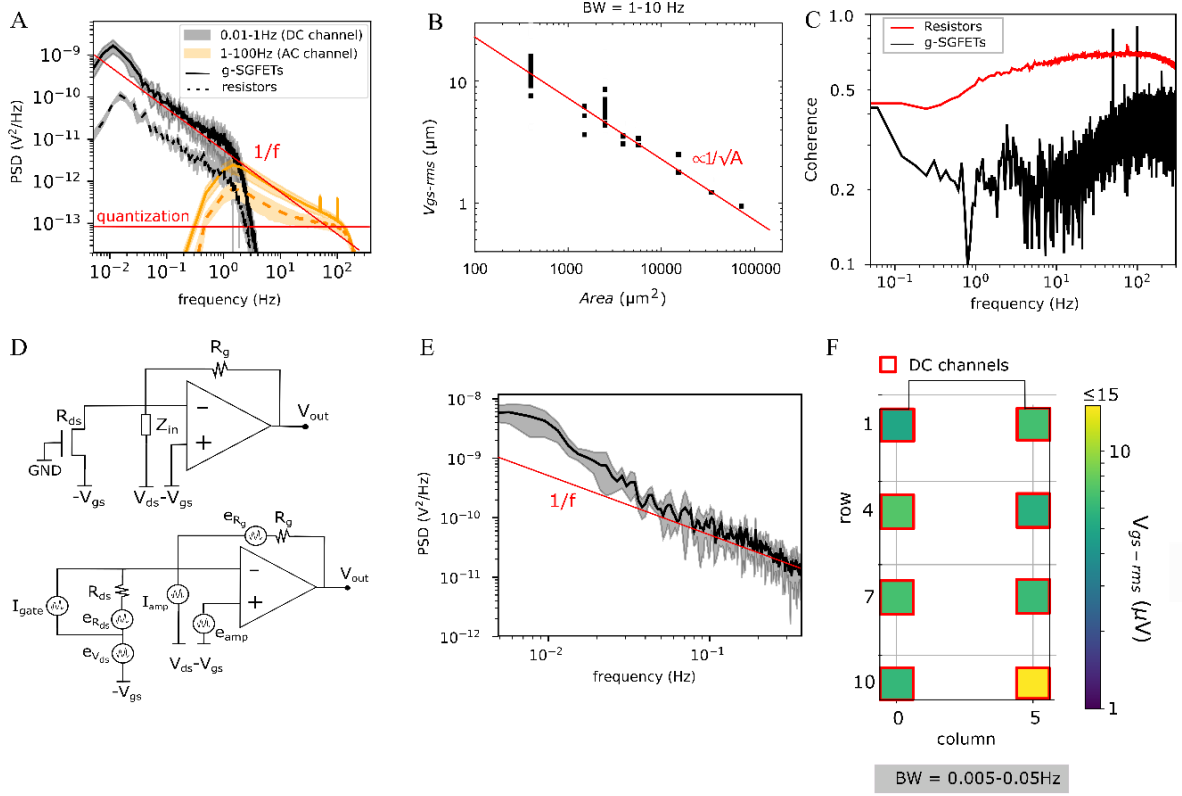 A
PSD (V²/Hz)
10⁻⁹
10⁻¹⁰
10⁻¹¹
10⁻¹²
10⁻¹³
0.01-1Hz (DC channel)
1-100Hz (AC channel)
g-SGFETs
resistors
1/f
quantization
10⁻² 10⁻¹ 10⁰ 10¹ 10²
frequency (Hz)
B
BW = 1-10 Hz
Vgs-rms (μm)
10
1
∝1/√A
100 1000 10000 100000
Area (μm²)
C
Coherence
1.0
0.5
0.2
0.1
Resistors
g-SGFETs
10⁻¹ 10⁰ 10¹ 10²
frequency (Hz)
D
Rg
Rds
Zin
−
+
Vout
GND
-Vgs
Vds-Vgs
eRg
Rg
Igate
Rds
eRds
eVds
Iamp
eamp
−
+
Vout
Vds-Vgs
-Vgs
E
PSD (V²/Hz)
10⁻⁸
10⁻⁹
10⁻¹⁰
10⁻¹¹
10⁻¹²
1/f
10⁻² 10⁻¹
frequency (Hz)
F
DC channels
row
1
4
7
10
0 5
column
≤15
10
1
Vgs−rms (μV)
BW = 0.005-0.05Hz